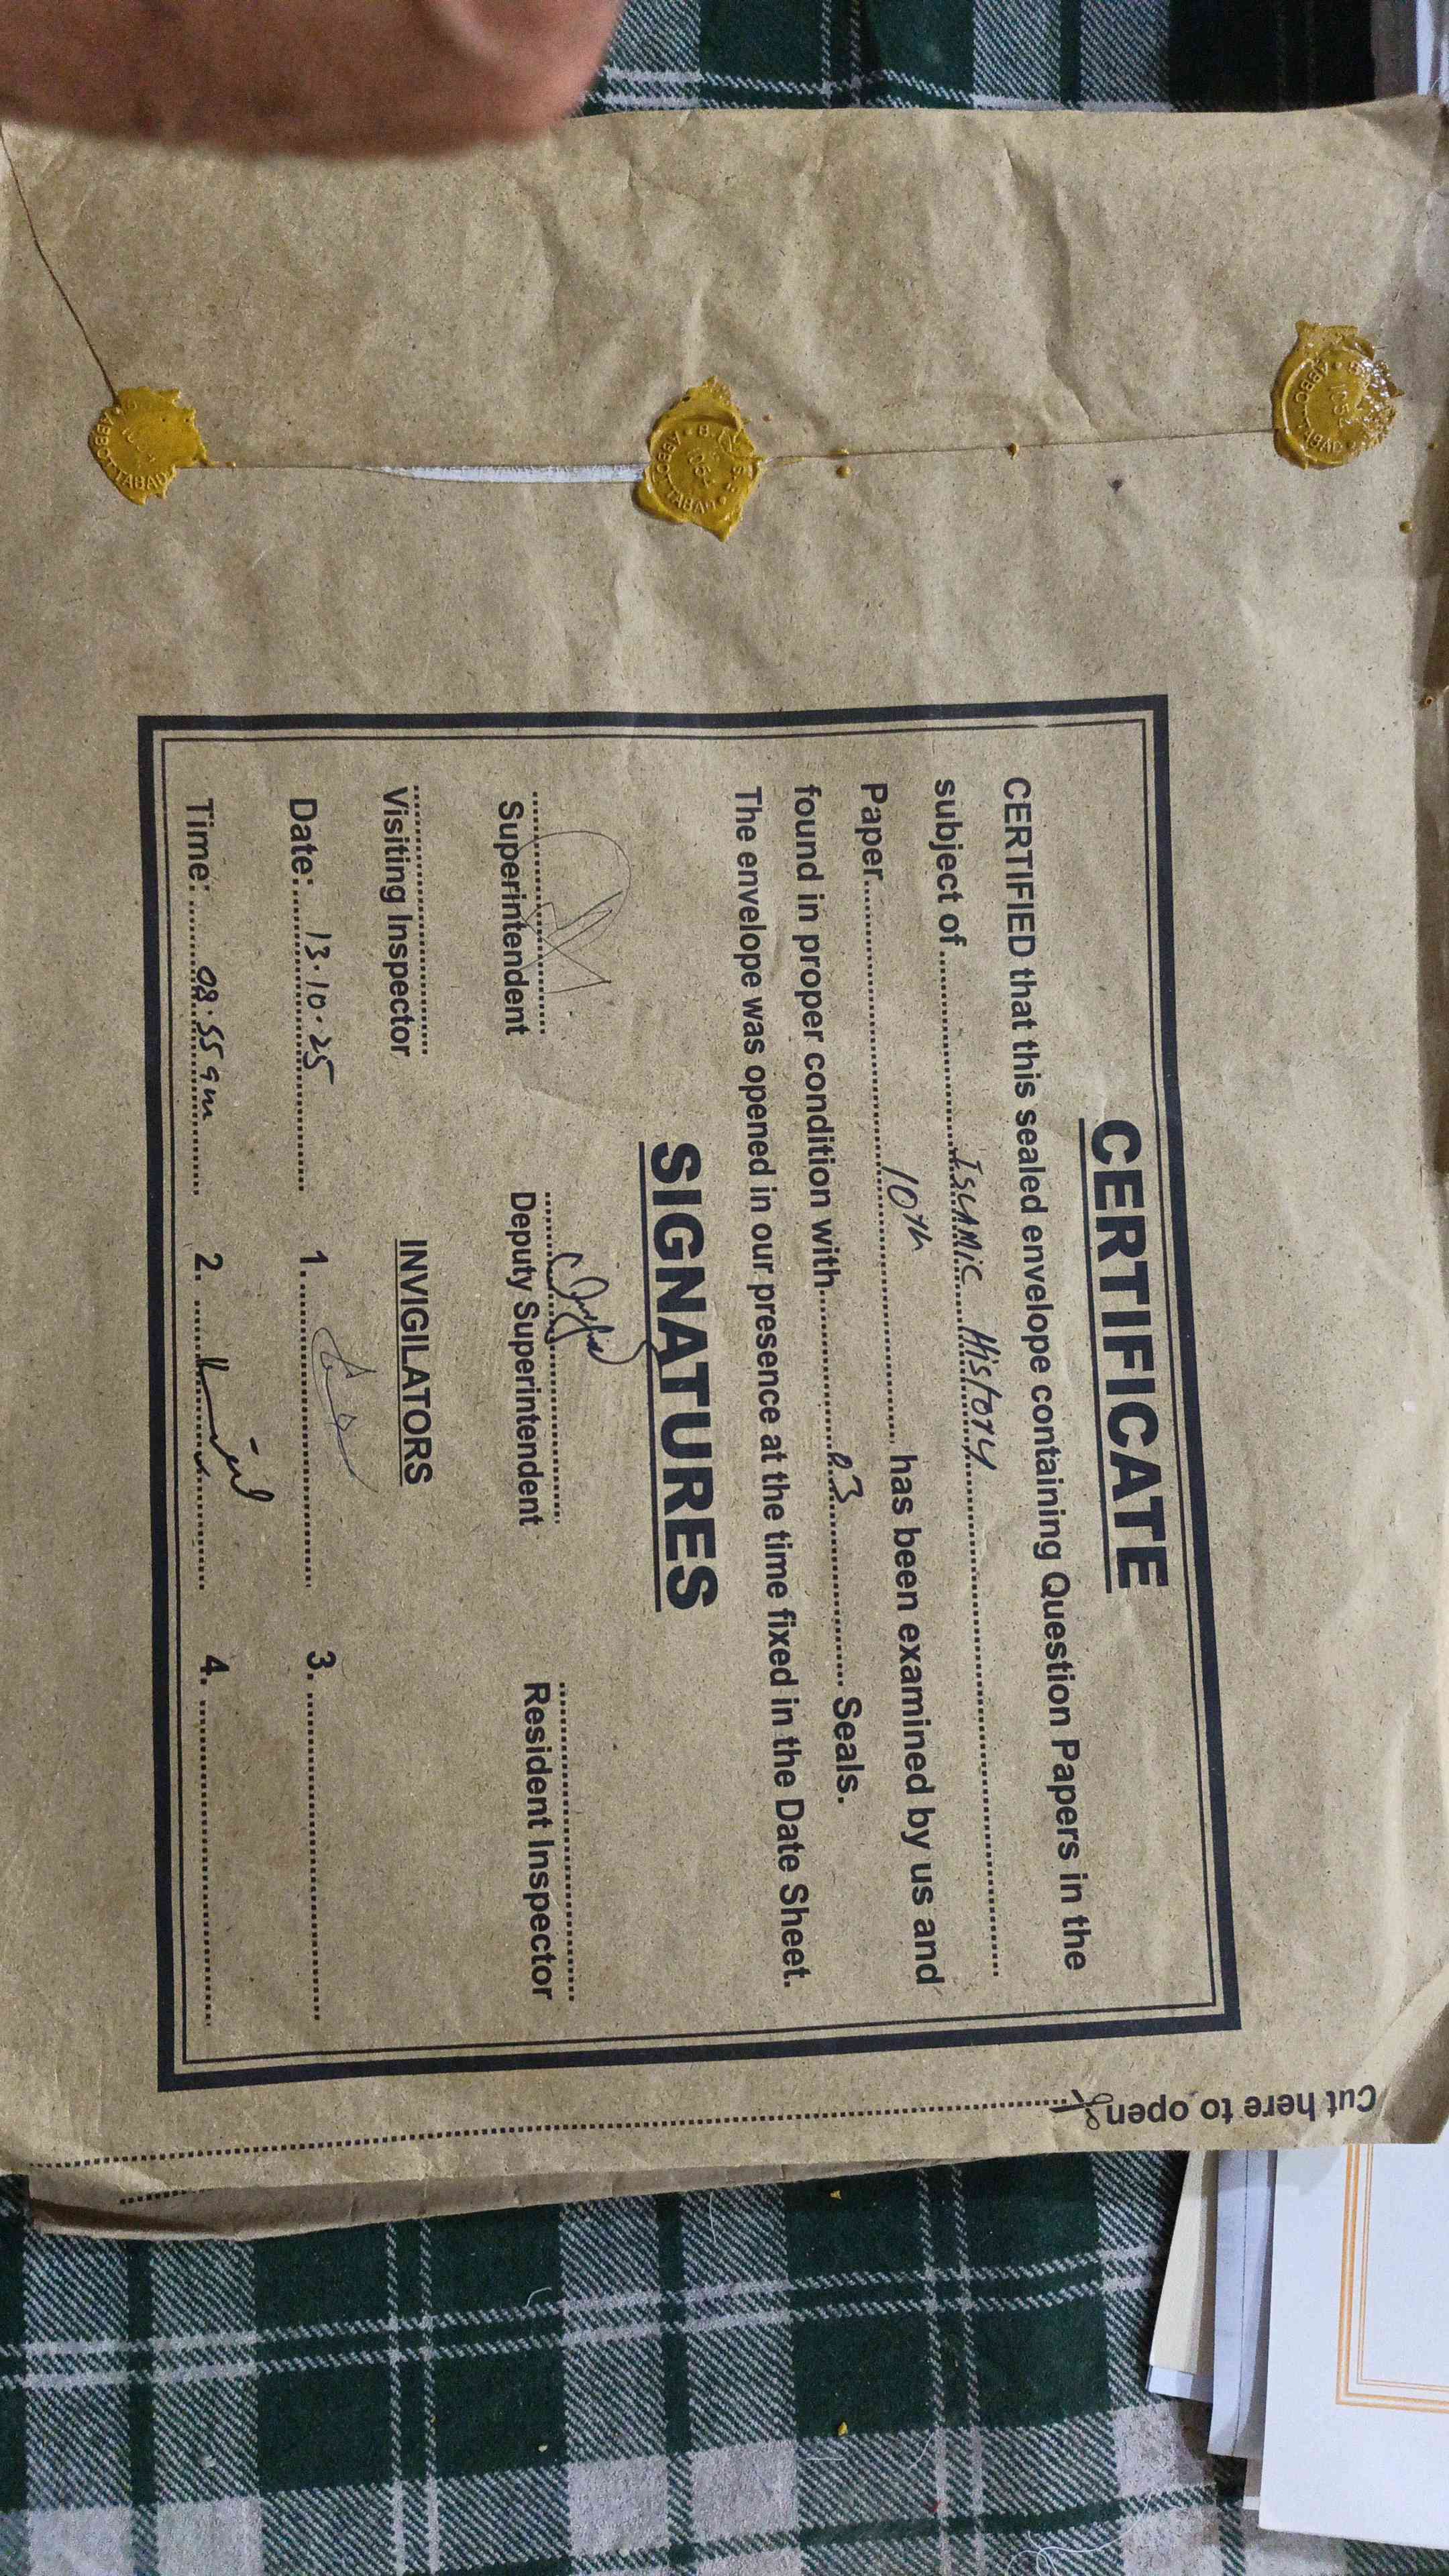 CERTIFICATE
CERTIFIED that this sealed envelope containing Question Papers in the
subject of Islamic History
Paper 10th has been examined by us and
found in proper condition with 03 Seals.
The envelope was opened in our presence at the time fixed in the Date Sheet.
SIGNATURES
Superintendent Deputy Superintendent Resident Inspector
Visiting Inspector INVIGILATORS
Date: 13.10.25 1. 3.
Time: 08.55 am 2. 4.
Cut here to open
ABBOTTABAD
1054
ABBOTTABAD
ABBOTTABAD